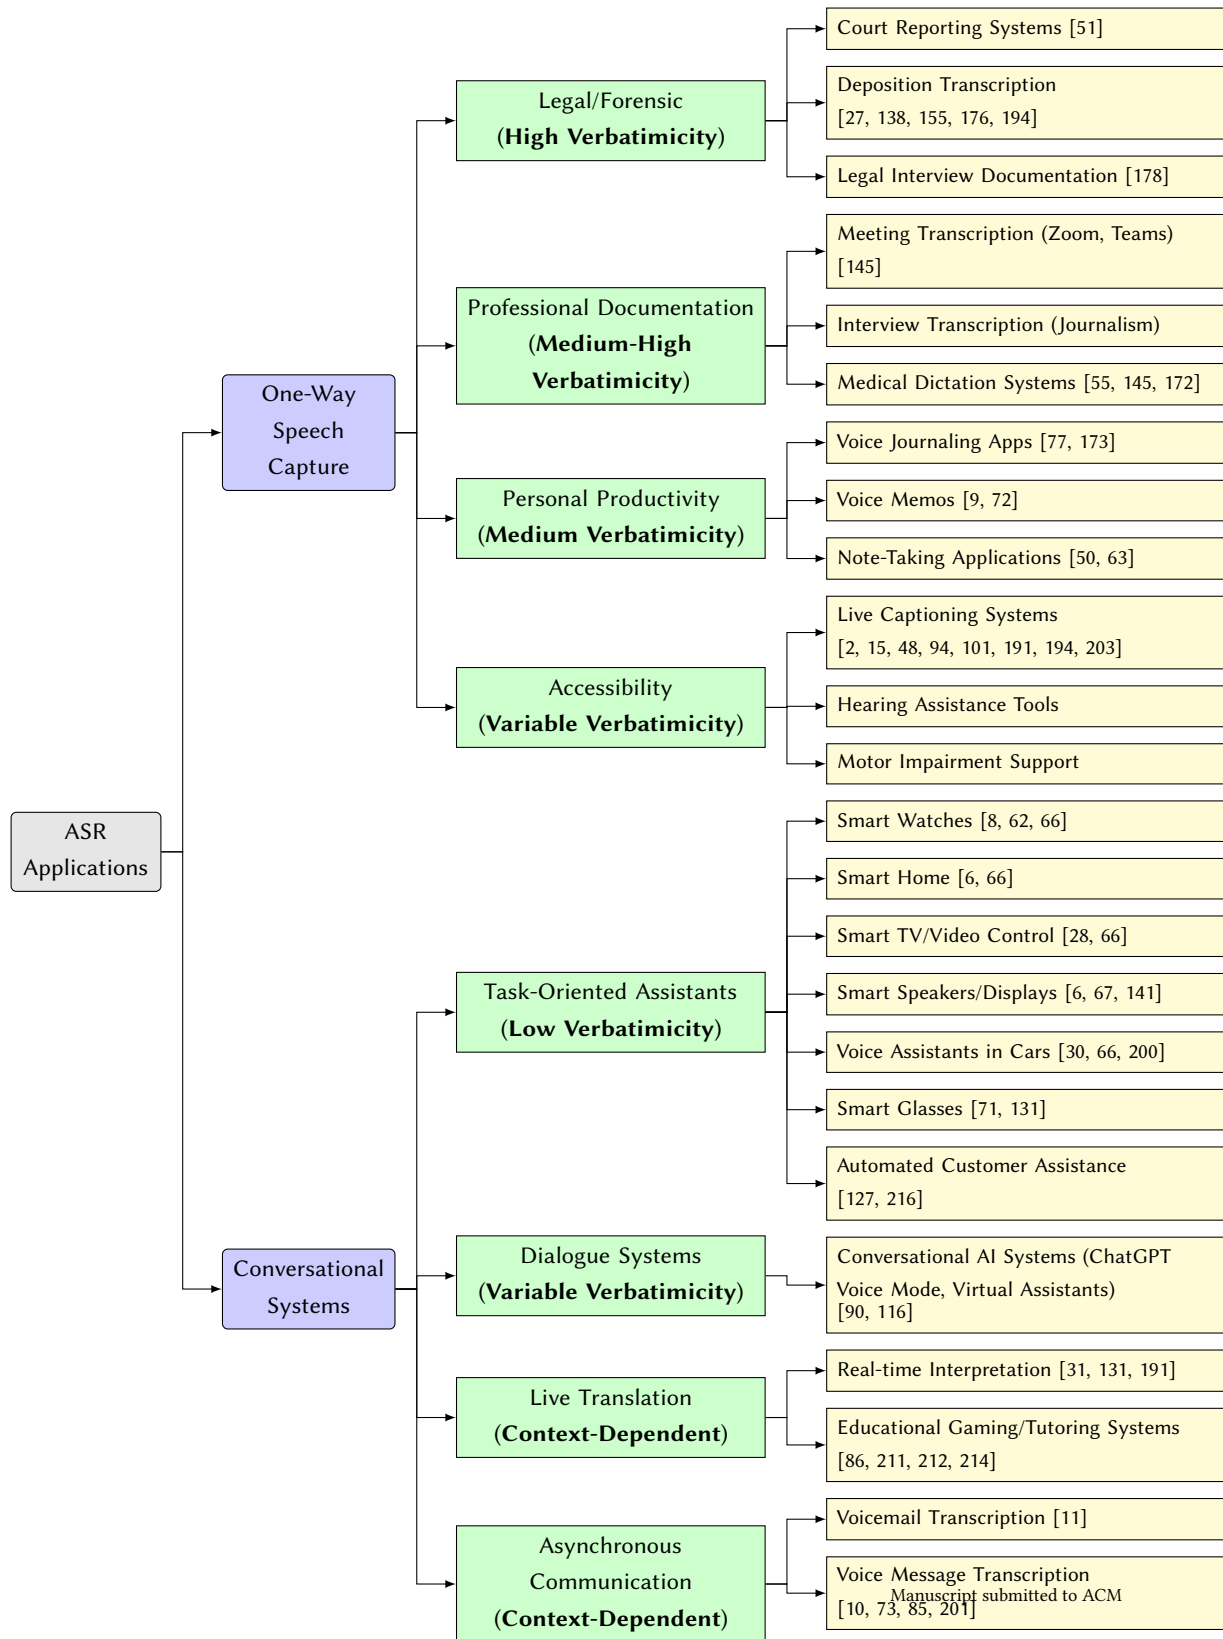 ASR
Applications
One-Way
Speech
Capture
Legal/Forensic
(High Verbatimicity)
Court Reporting Systems [51]
Deposition Transcription
[27, 138, 155, 176, 194]
Legal Interview Documentation [178]
Professional Documentation
(Medium-High
Verbatimicity)
Meeting Transcription (Zoom, Teams)
[145]
Interview Transcription (Journalism)
Medical Dictation Systems [55, 145, 172]
Personal Productivity
(Medium Verbatimicity)
Voice Journaling Apps [77, 173]
Voice Memos [9, 72]
Note-Taking Applications [50, 63]
Accessibility
(Variable Verbatimicity)
Live Captioning Systems
[2, 15, 48, 94, 101, 191, 194, 203]
Hearing Assistance Tools
Motor Impairment Support
Conversational
Systems
Task-Oriented Assistants
(Low Verbatimicity)
Smart Watches [8, 62, 66]
Smart Home [6, 66]
Smart TV/Video Control [28, 66]
Smart Speakers/Displays [6, 67, 141]
Voice Assistants in Cars [30, 66, 200]
Smart Glasses [71, 131]
Automated Customer Assistance
[127, 216]
Dialogue Systems
(Variable Verbatimicity)
Conversational AI Systems (ChatGPT
Voice Mode, Virtual Assistants)
[90, 116]
Live Translation
(Context-Dependent)
Real-time Interpretation [31, 131, 191]
Educational Gaming/Tutoring Systems
[86, 211, 212, 214]
Asynchronous
Communication
(Context-Dependent)
Voicemail Transcription [11]
Voice Message Transcription
[10, 73, 85, 201]
Manuscript submitted to ACM